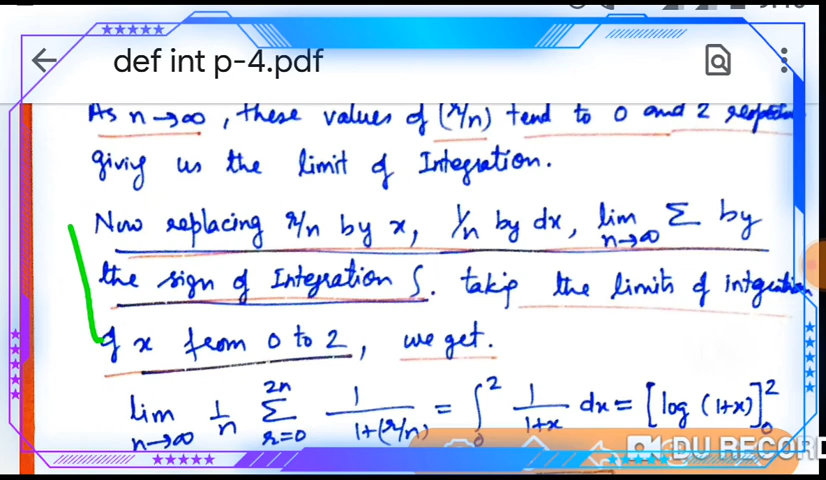 def int p-4.pdf
As n→∞, these values of (r/n) tend to 0 and 2
giving us the limit of Integration.
Now replacing r/n by x, 1/n by dx, lim n→∞ Σ by
the sign of Integration ∫. takip the limits of
of x from 0 to 2, we get.
lim n→∞ 1/n Σ r=0 2n 1/(1+(r/n)) = ∫ 0 2 1/(1+x) dx = [log (1+x)] 0 2
DU RECORD